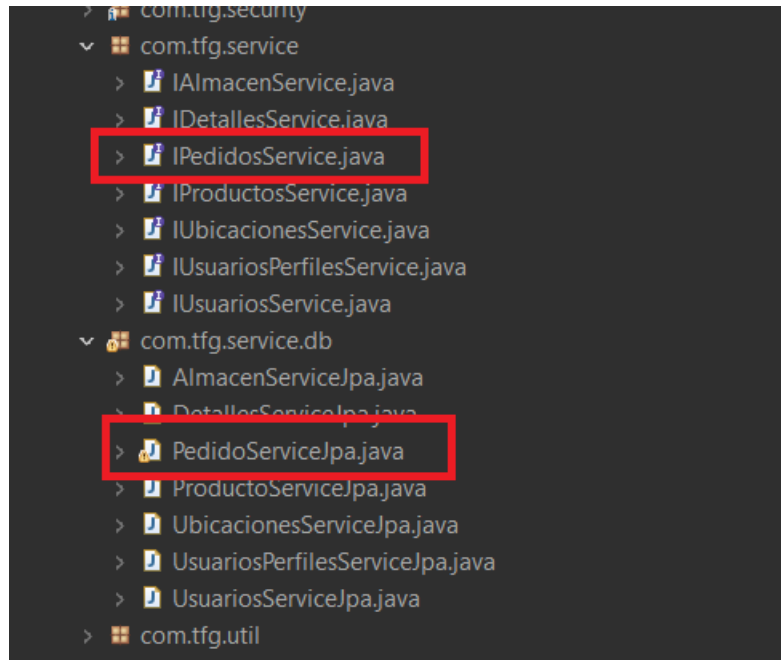 com.tfg.security
com.tfg.service
IAlmacenService.java
IDetallesService.java
IPedidosService.java
IProductosService.java
IUbicacionesService.java
IUsuariosPerfilesService.java
IUsuariosService.java
com.tfg.service.db
AlmacenServiceJpa.java
DetallesServiceJpa.java
PedidoServiceJpa.java
ProductoServiceJpa.java
UbicacionesServiceJpa.java
UsuariosPerfilesServiceJpa.java
UsuariosServiceJpa.java
com.tfg.util